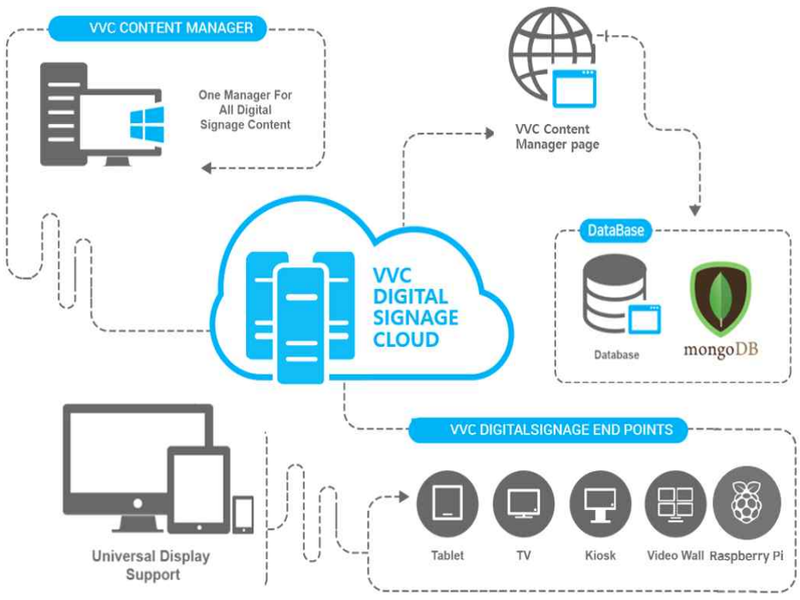 VVC CONTENT MANAGER
One Manager For
All Digital
Signage Content
VVC Content
Manager page
DataBase
Database
mongoDB
VVC
DIGITAL
SIGNAGE
CLOUD
VVC DIGITALSIGNAGE END POINTS
Tablet
TV
Kiosk
Video Wall
Raspberry Pi
Universal Display
Support